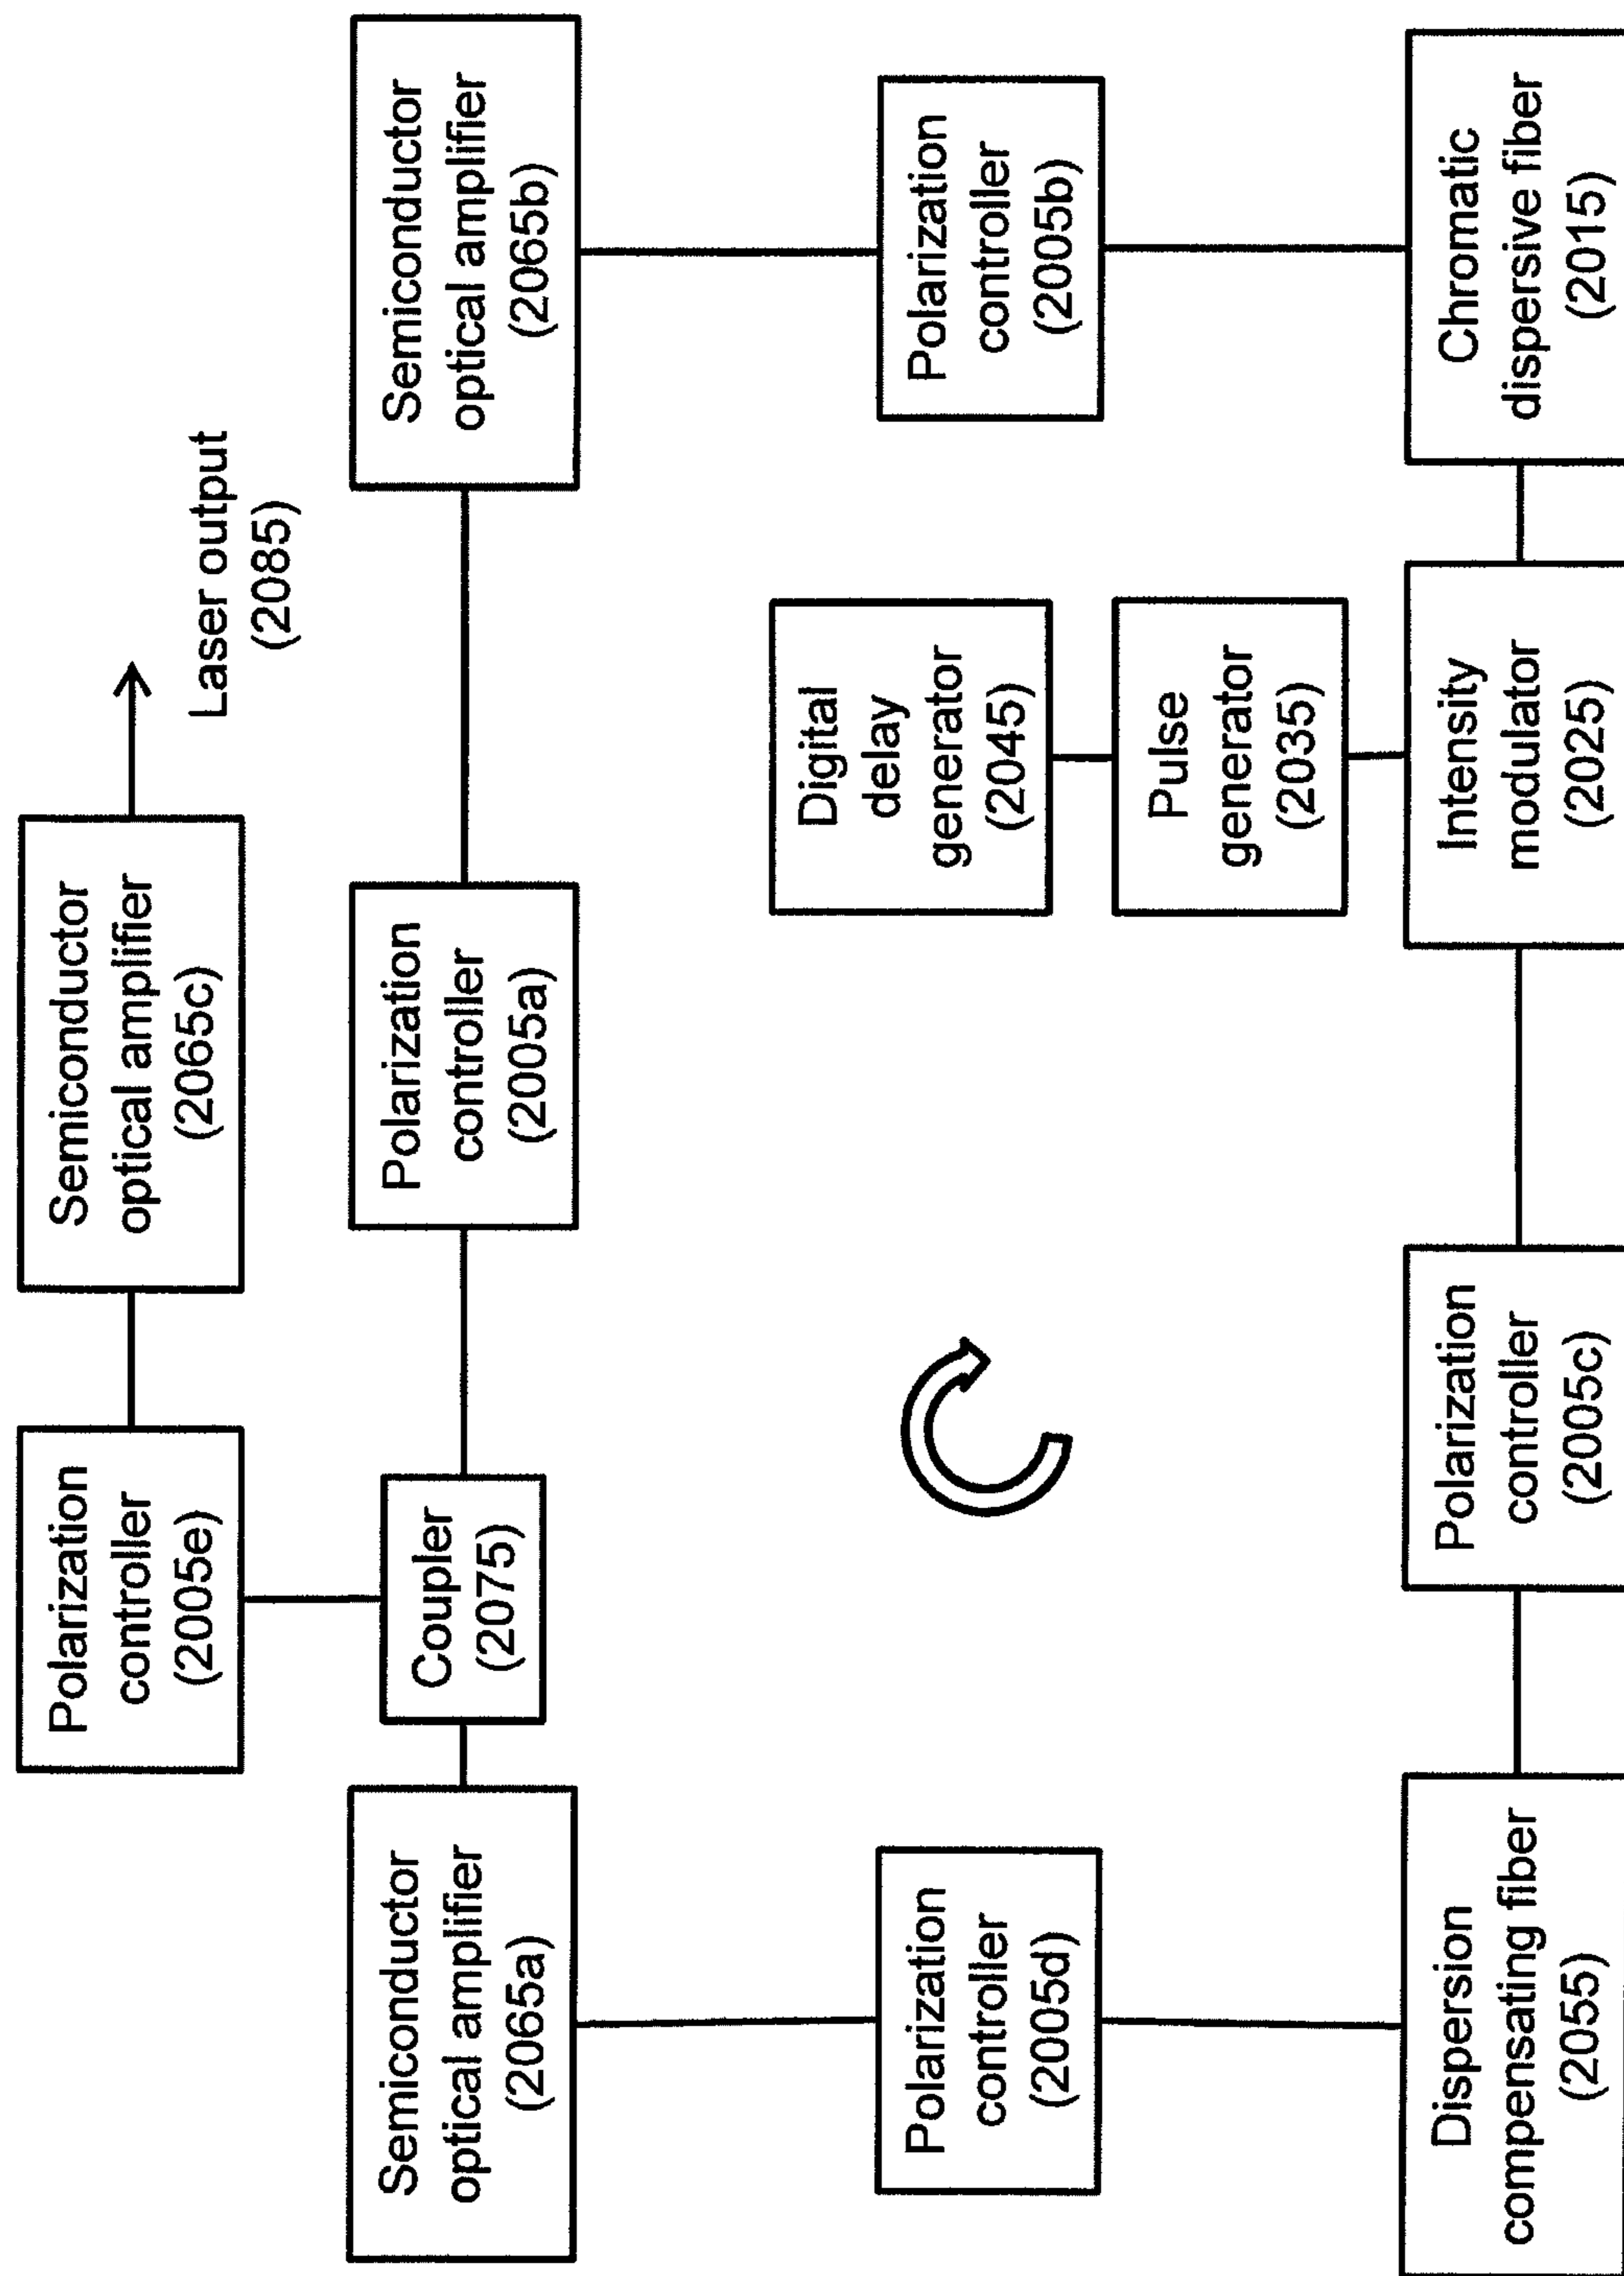 Polarization
controller
(2005e)
Semiconductor
optical amplifier
(2065c)
Laser output
(2085)
Semiconductor
optical amplifier
(2065a)
Coupler
(2075)
Polarization
controller
(2005a)
Semiconductor
optical amplifier
(2065b)
Polarization
controller
(2005d)
Digital
delay
generator
(2045)
Polarization
controller
(2005b)
Pulse
generator
(2035)
Dispersion
compensating fiber
(2055)
Polarization
controller
(2005c)
Intensity
modulator
(2025)
Chromatic
dispersive fiber
(2015)